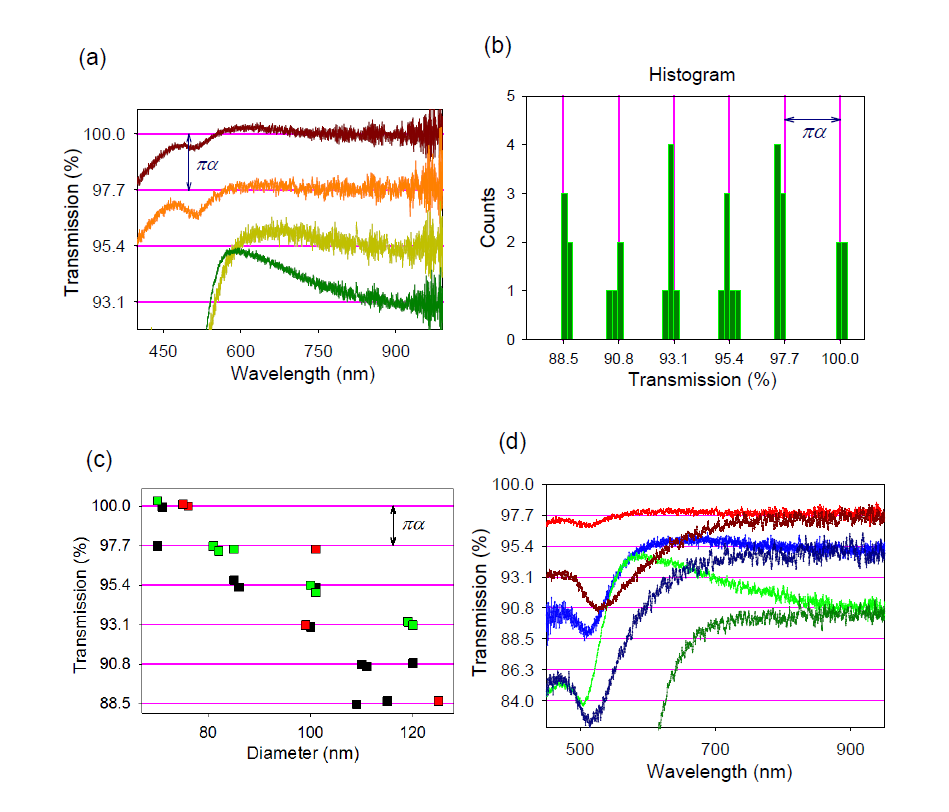 (a)
100.0
97.7
95.4
93.1
πα
Transmission (%)
450 600 750 900
Wavelength (nm)
(b)
Histogram
5
4
3
2
1
0
πα
Counts
88.5 90.8 93.1 95.4 97.7 100.0
Transmission (%)
(c)
100.0
97.7
95.4
93.1
90.8
88.5
πα
Transmission (%)
80 100 120
Diameter (nm)
(d)
100.0
97.7
95.4
93.1
90.8
88.5
86.3
84.0
Transmission (%)
500 700 900
Wavelength (nm)